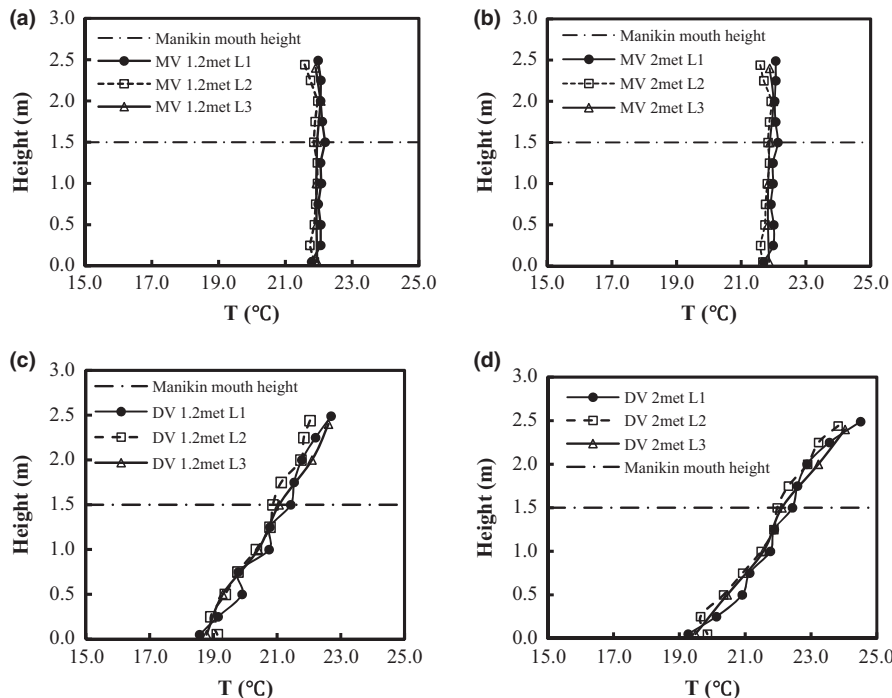 (a)
3.0
2.5
2.0
1.5
1.0
0.5
0.0
Height (m)
Manikin mouth height
MV 1.2met L1
MV 1.2met L2
MV 1.2met L3
15.0 17.0 19.0 21.0 23.0 25.0
T (℃)
(b)
3.0
2.5
2.0
1.5
1.0
0.5
0.0
Height (m)
Manikin mouth height
MV 2met L1
MV 2met L2
MV 2met L3
15.0 17.0 19.0 21.0 23.0 25.0
T (℃)
(c)
3.0
2.5
2.0
1.5
1.0
0.5
0.0
Height (m)
Manikin mouth height
DV 1.2met L1
DV 1.2met L2
DV 1.2met L3
15.0 17.0 19.0 21.0 23.0 25.0
T (℃)
(d)
3.0
2.5
2.0
1.5
1.0
0.5
0.0
Height (m)
DV 2met L1
DV 2met L2
DV 2met L3
Manikin mouth height
15.0 17.0 19.0 21.0 23.0 25.0
T (℃)